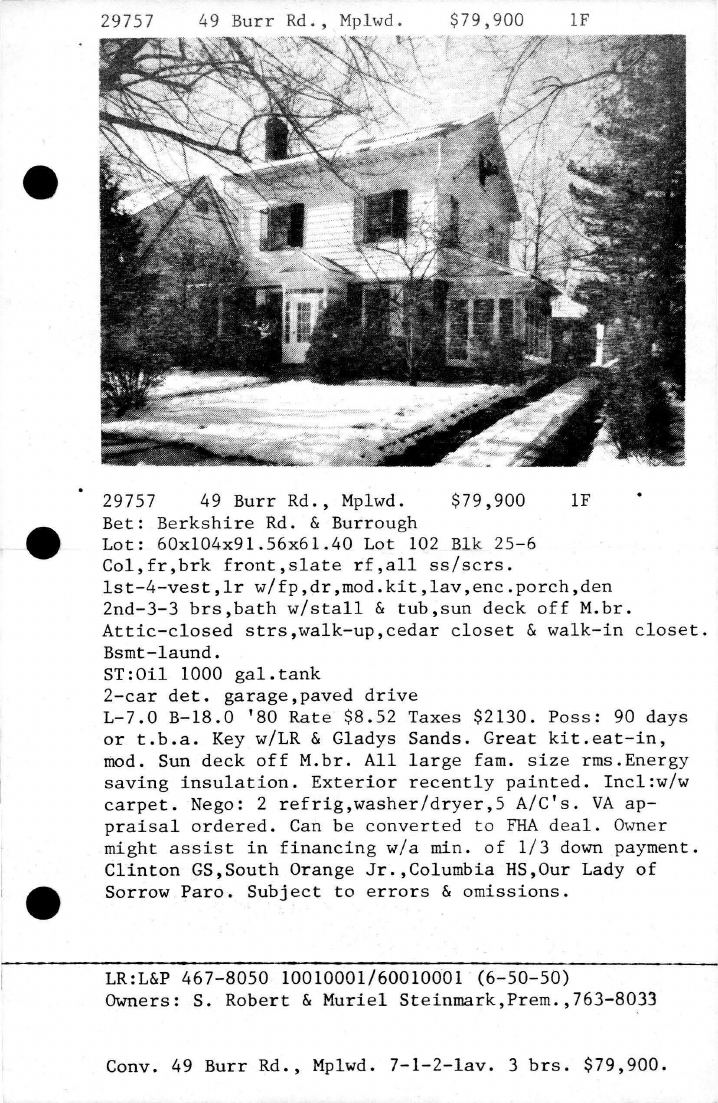 29757 49 Burr Rd., Mplwd. $79,900 1F
29757 49 Burr Rd., Mplwd. $79,900 1F
Bet: Berkshire Rd. & Burrough
Lot: 60x104x91.56x61.40 Lot 102 Blk 25-6
Col,fr,brk front,slate rf,all ss/scrs.
1st-4-vest,lr w/fp,dr,mod.kit,lav,enc.porch,den
2nd-3-3 brs,bath w/stall & tub,sun deck off M.br.
Attic-closed strs,walk-up,cedar closet & walk-in closet.
Bsmt-laund.
ST:Oil 1000 gal.tank
2-car det. garage,paved drive
L-7.0 B-18.0 '80 Rate $8.52 Taxes $2130. Poss: 90 days
or t.b.a. Key w/LR & Gladys Sands. Great kit.eat-in,
mod. Sun deck off M.br. All large fam. size rms.Energy
saving insulation. Exterior recently painted. Incl:w/w
carpet. Nego: 2 refrig,washer/dryer,5 A/C's. VA ap-
praisal ordered. Can be converted to FHA deal. Owner
might assist in financing w/a min. of 1/3 down payment.
Clinton GS,South Orange Jr.,Columbia HS,Our Lady of
Sorrow Paro. Subject to errors & omissions.
LR:L&P 467-8050 10010001/60010001 (6-50-50)
Owners: S. Robert & Muriel Steinmark,Prem.,763-8033
Conv. 49 Burr Rd., Mplwd. 7-1-2-lav. 3 brs. $79,900.